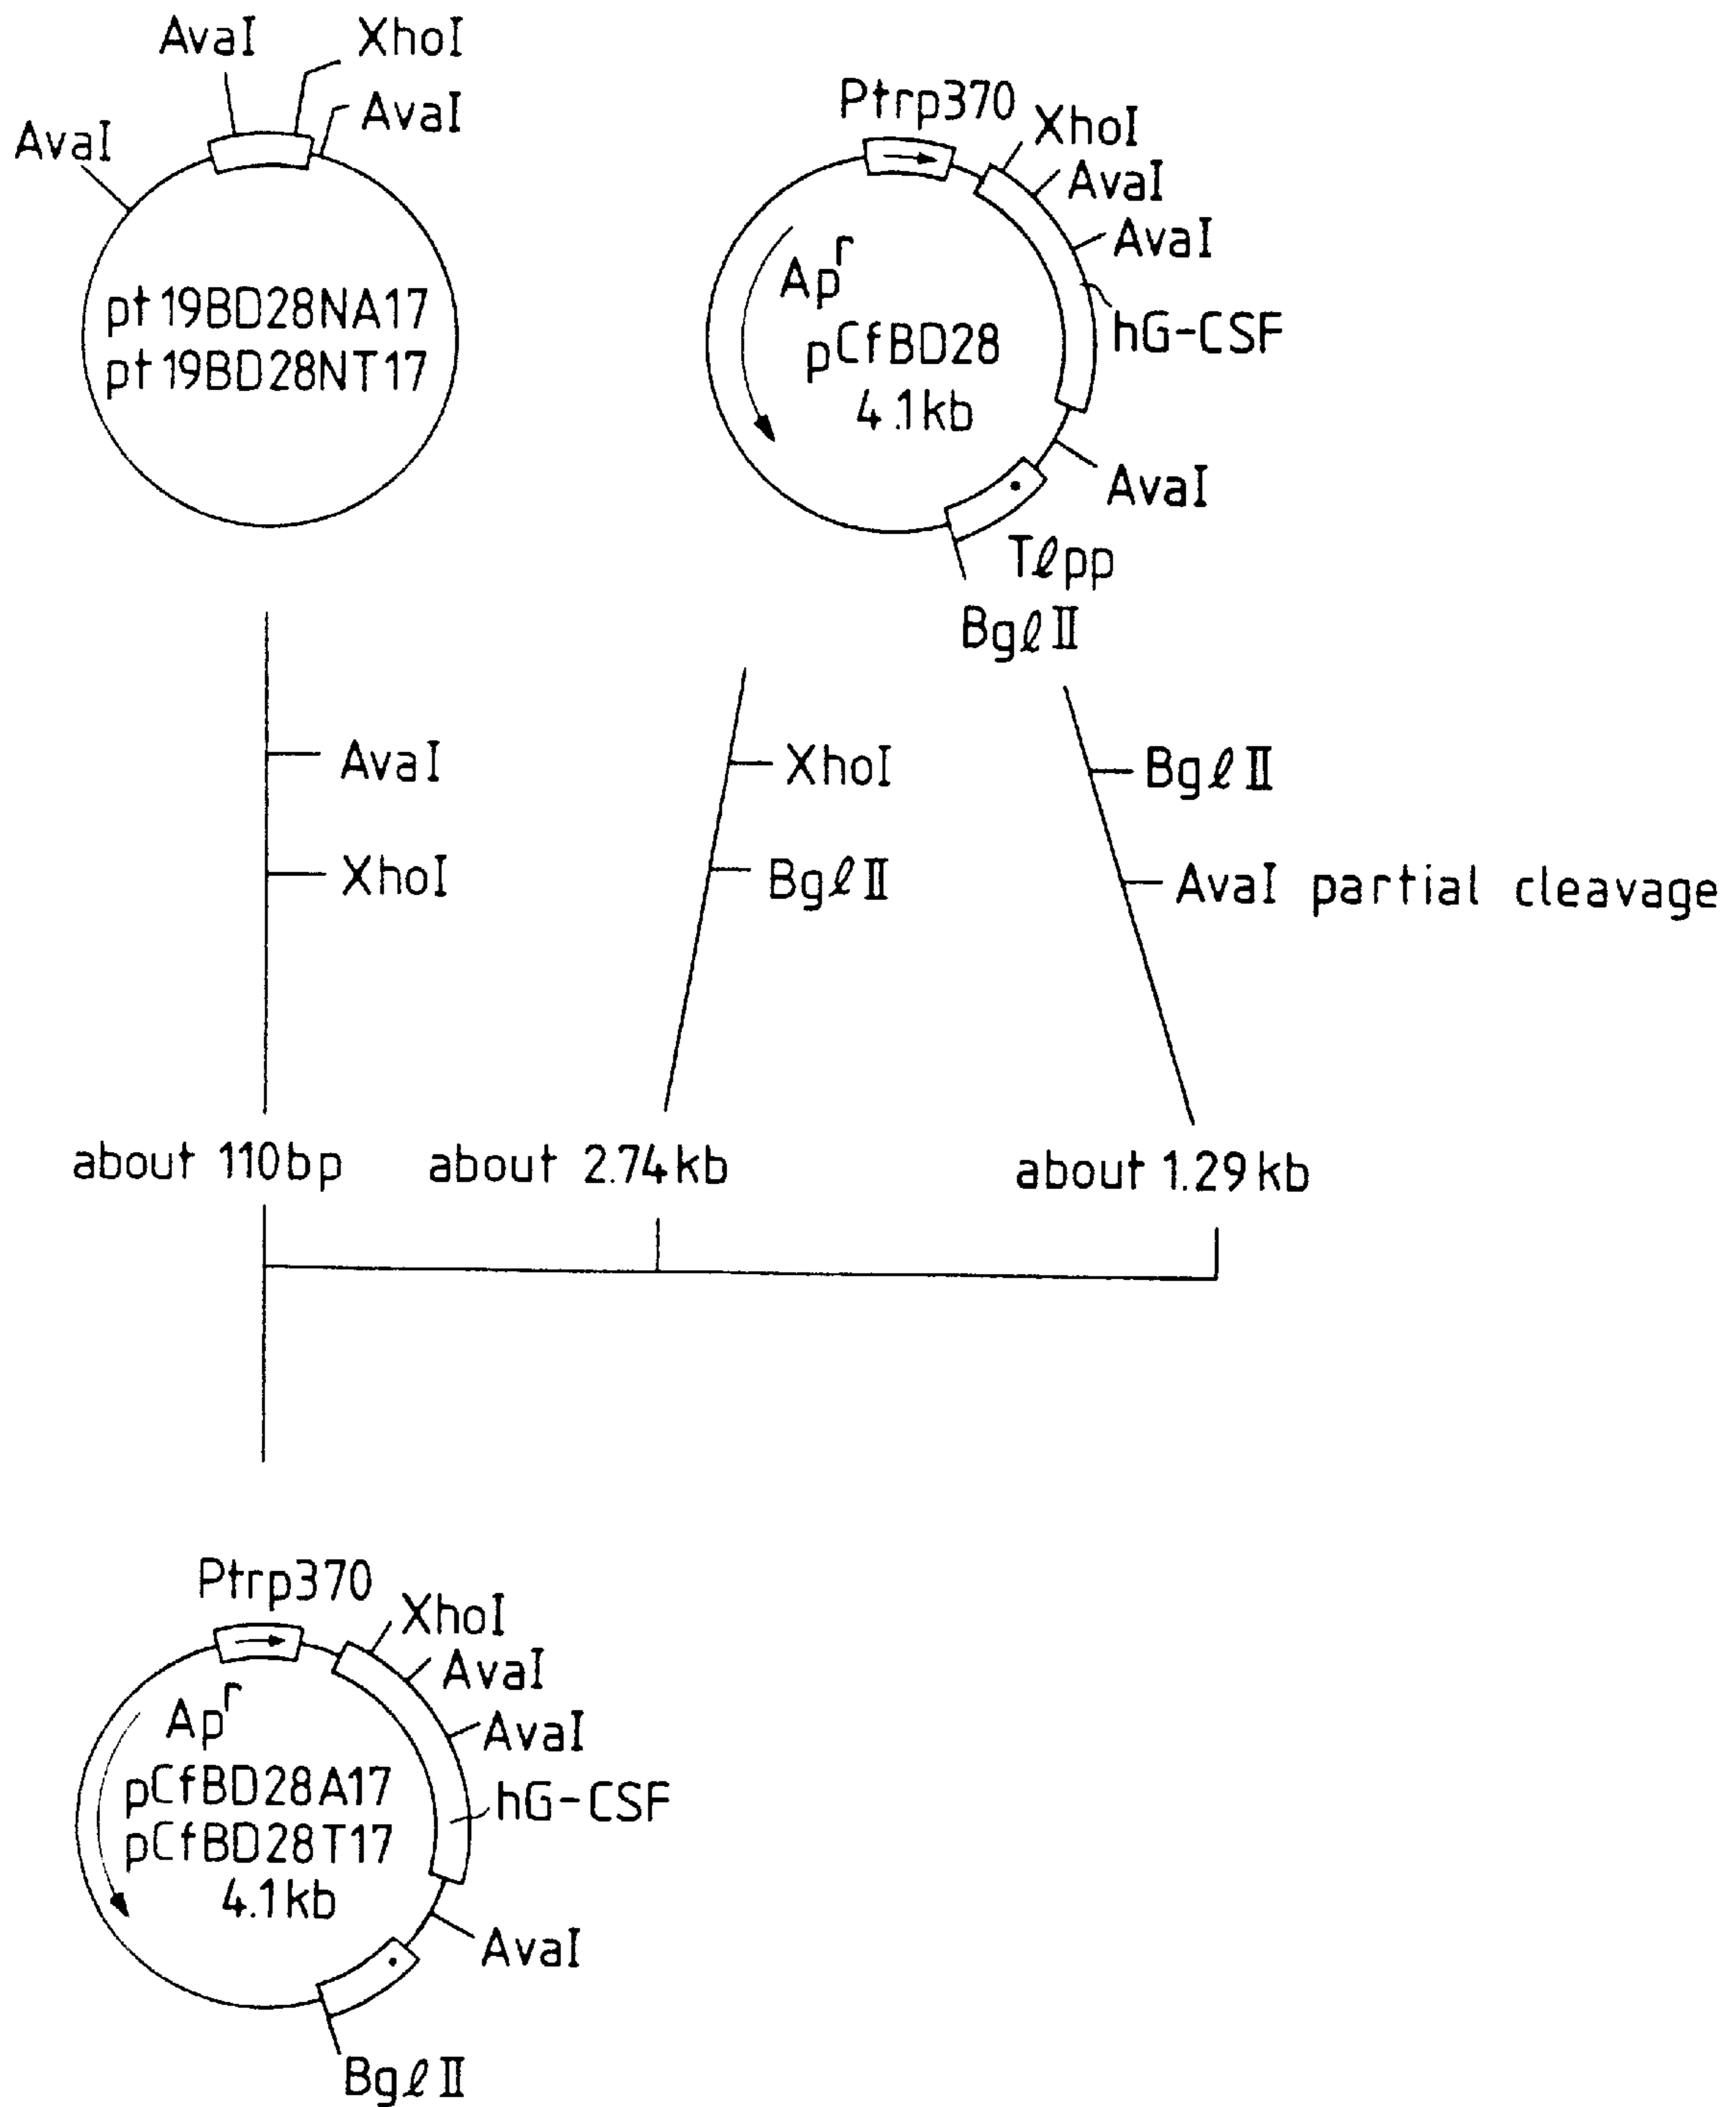 AvaI
XhoI
AvaI
AvaI
pt19BD28NA17
pt19BD28NT17
Ptrp370
XhoI
AvaI
AvaI
Apʳ
pCfBD28
4.1kb
hG-CSF
AvaI
Tℓpp
BgℓII
AvaI
XhoI
XhoI
BgℓII
BgℓII
AvaI partial cleavage
about 110bp
about 2.74kb
about 1.29kb
Ptrp370
XhoI
AvaI
AvaI
Apʳ
pCfBD28A17
pCfBD28T17
4.1kb
hG-CSF
AvaI
BgℓII